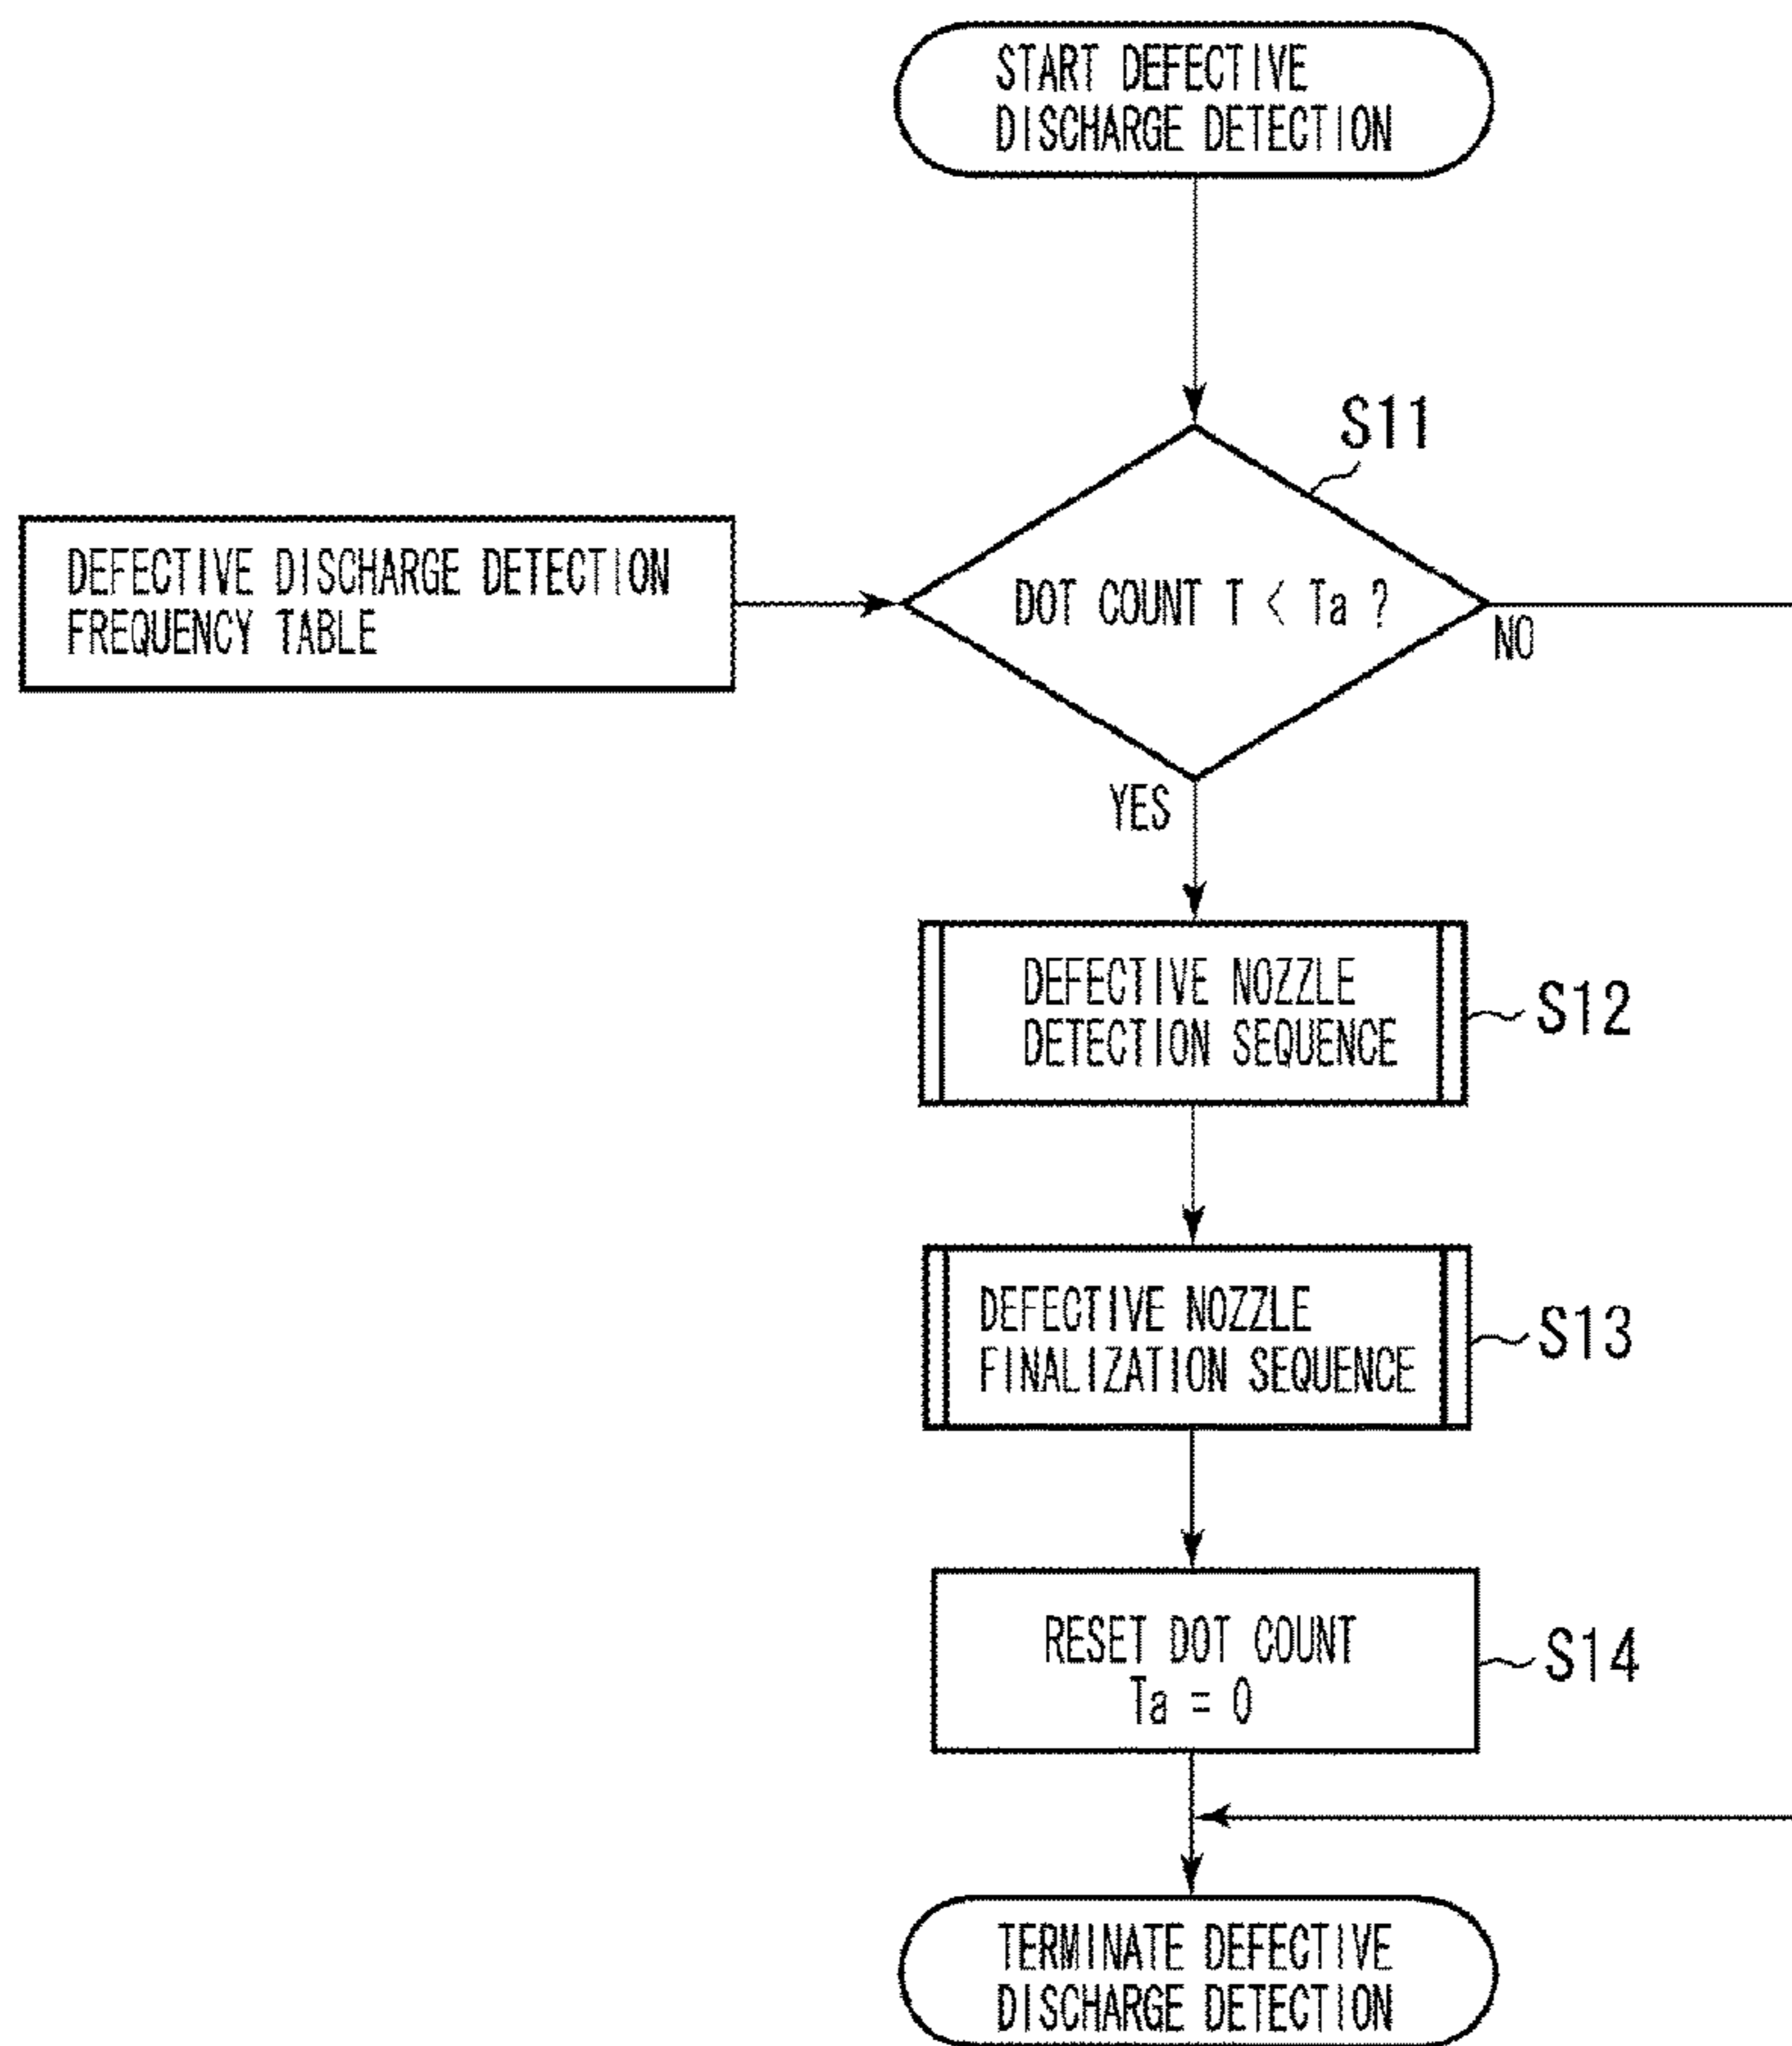 START DEFECTIVE
DISCHARGE DETECTION
S11
DEFECTIVE DISCHARGE DETECTION
FREQUENCY TABLE
DOT COUNT T < Ta ?
NO
YES
DEFECTIVE NOZZLE
DETECTION SEQUENCE
S12
DEFECTIVE NOZZLE
FINALIZATION SEQUENCE
S13
RESET DOT COUNT
Ta = 0
S14
TERMINATE DEFECTIVE
DISCHARGE DETECTION